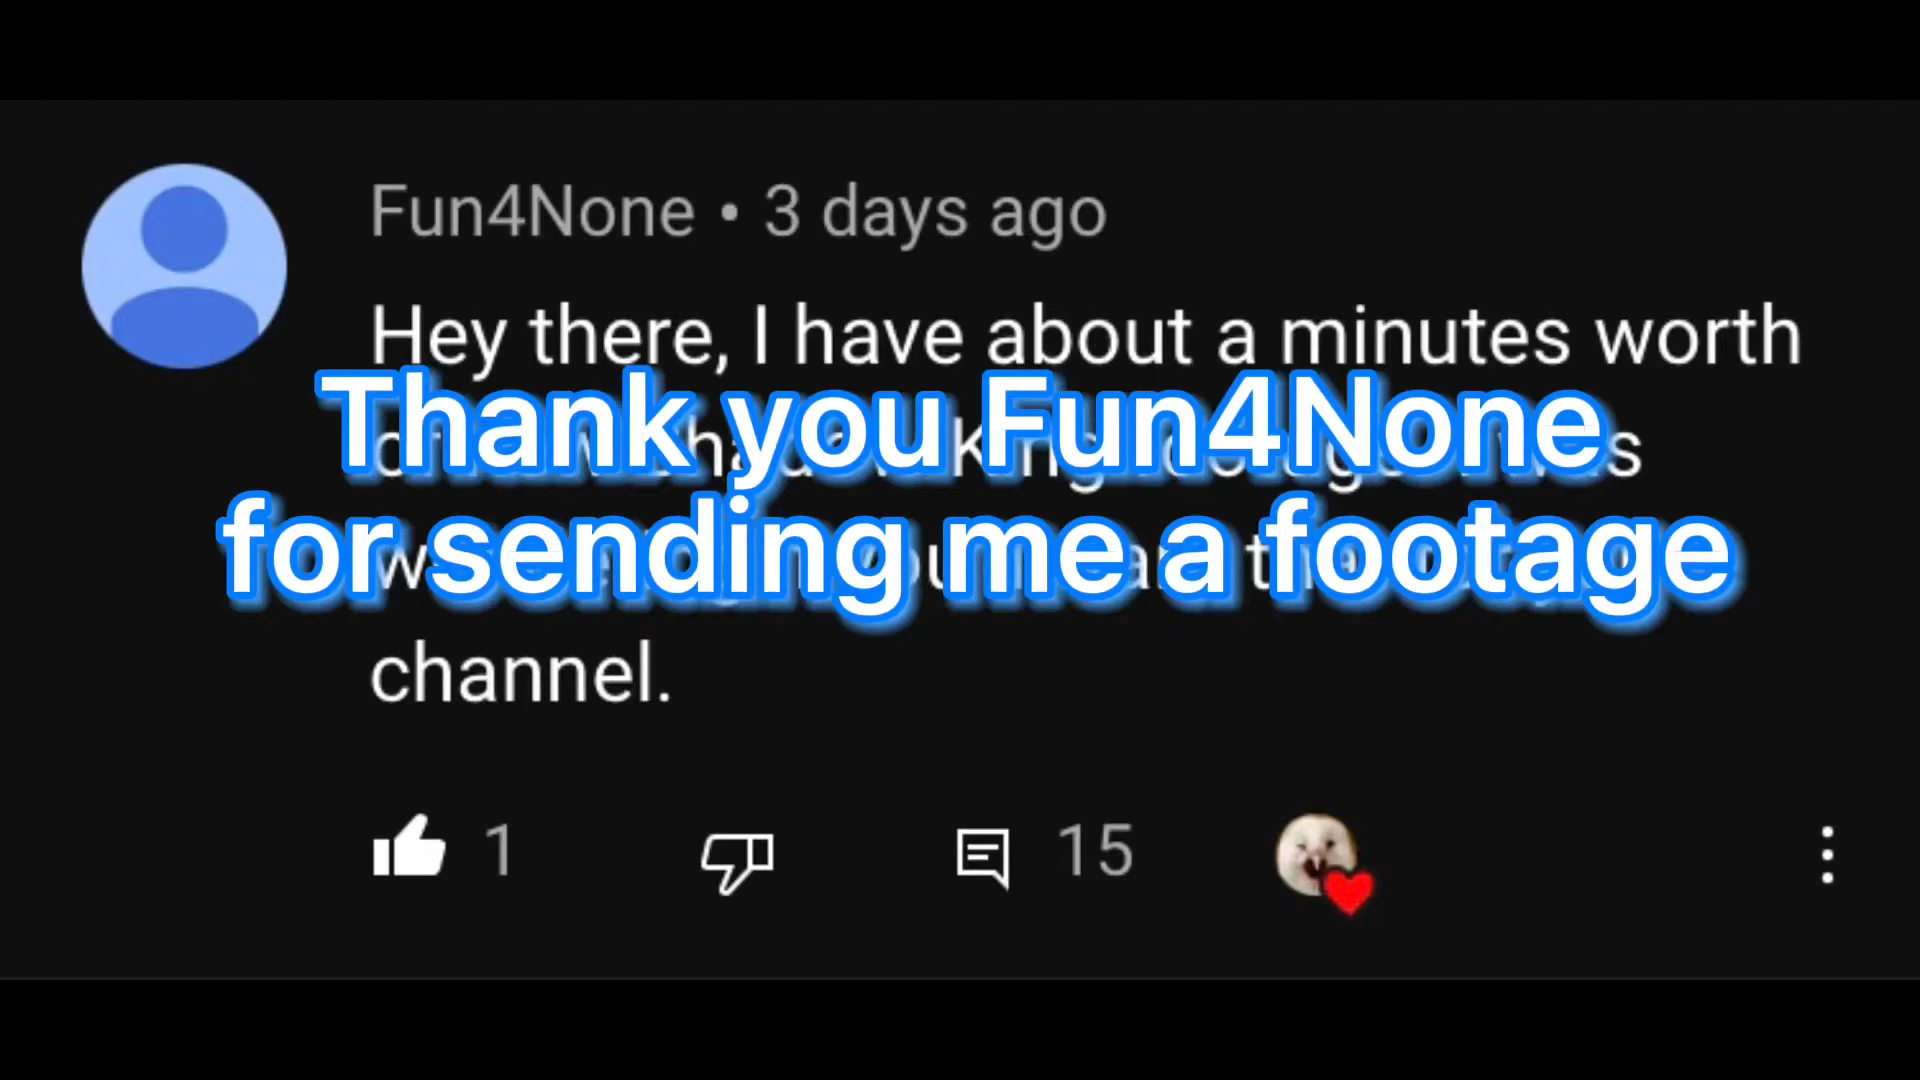 Fun4None • 3 days ago
Hey there, I have about a minutes worth
Thank you Fun4None
for sending me a footage
channel.
1
15